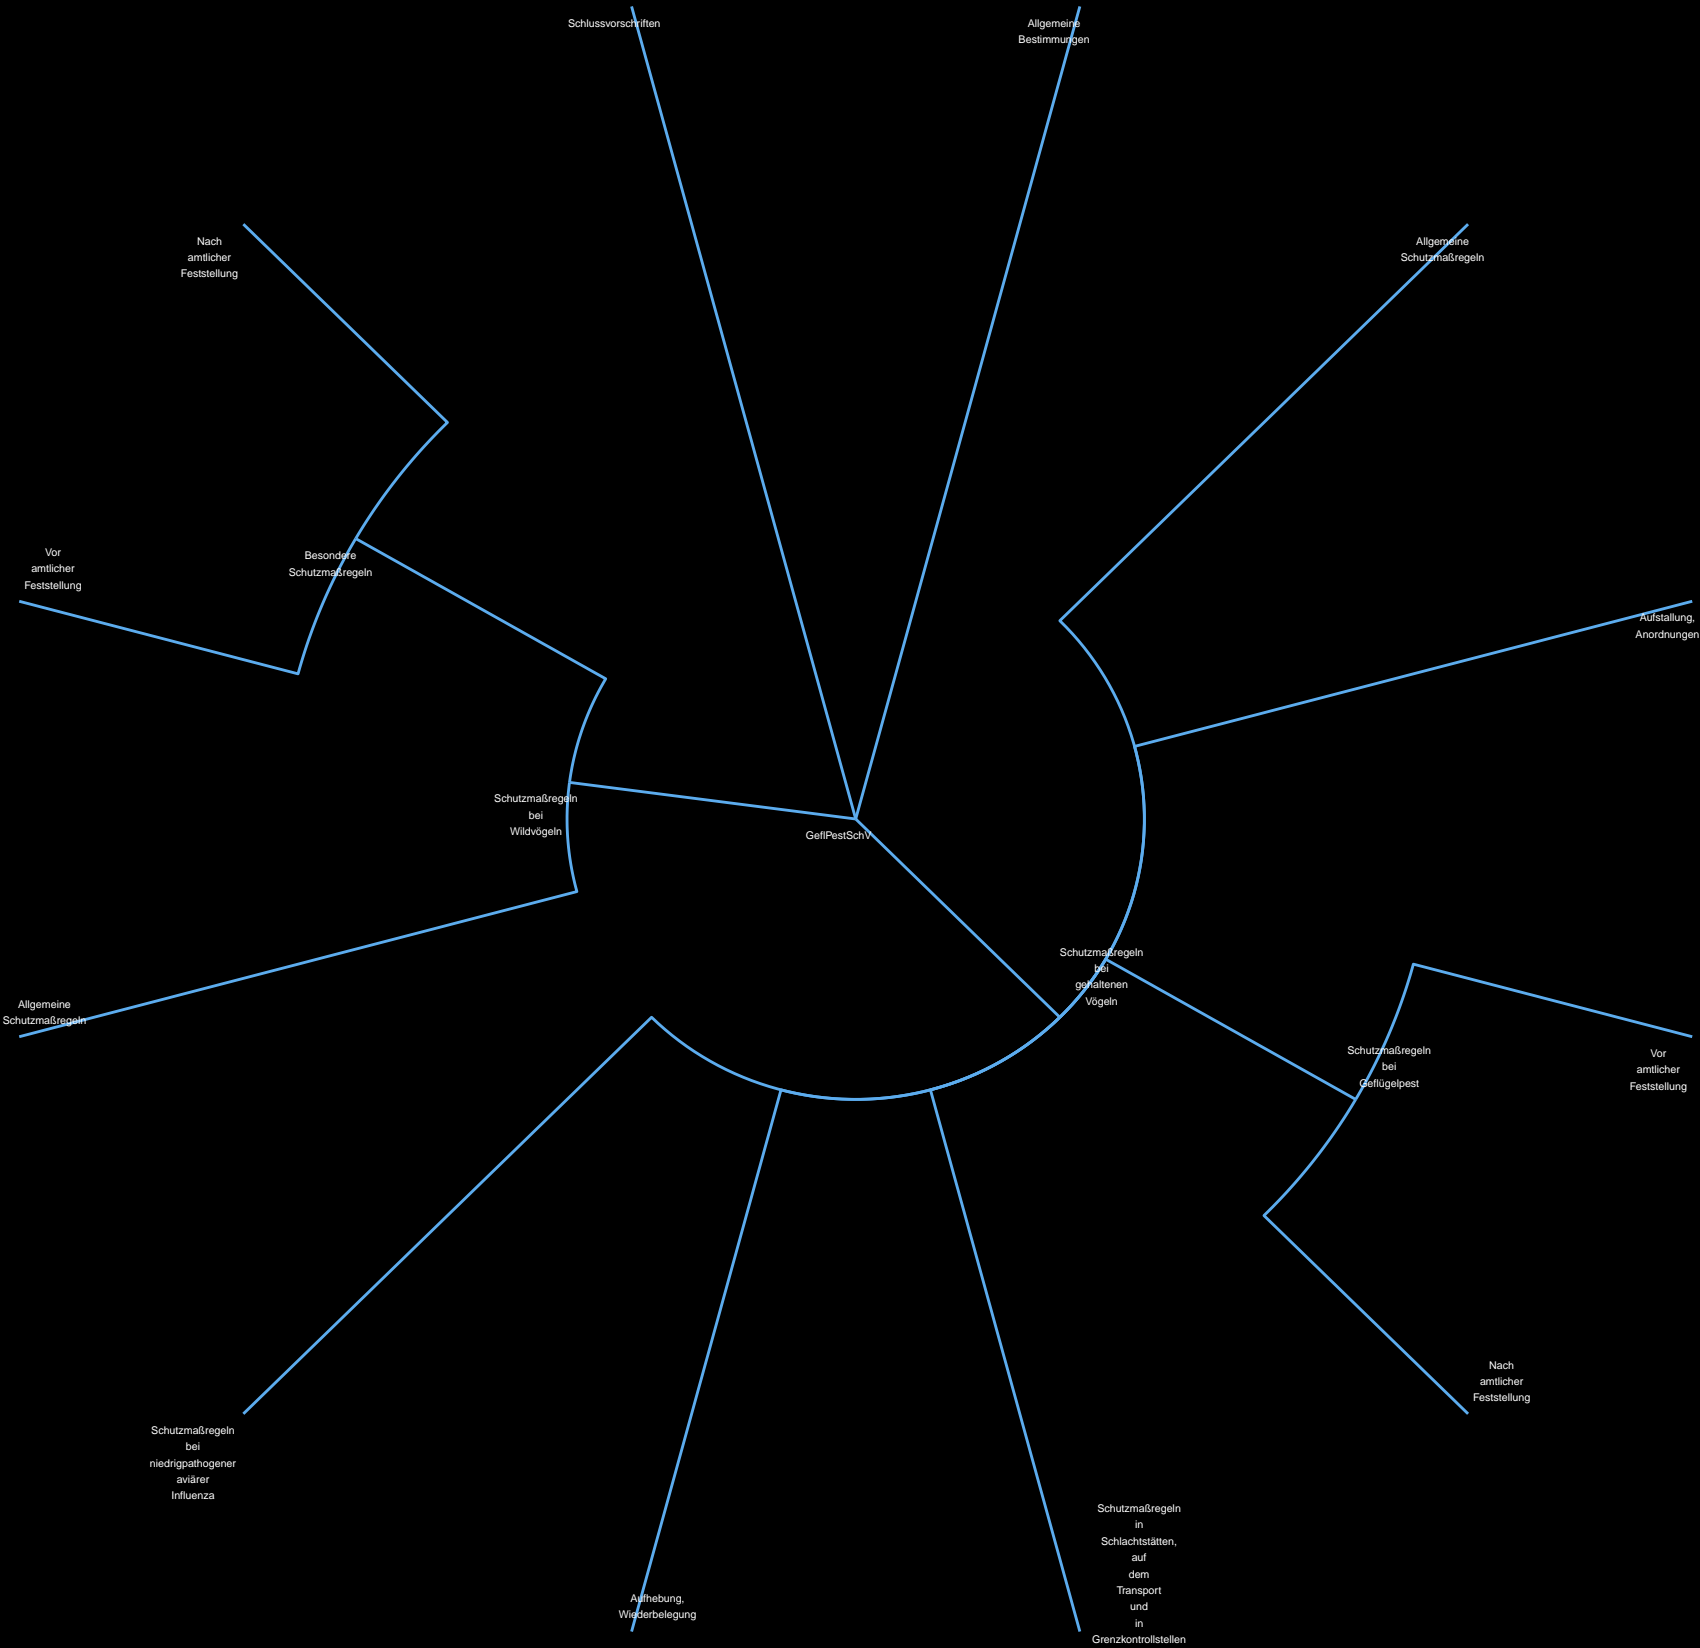 Schlussvorschriften
Allgemeine
Bestimmungen
Nach
amtlicher
Feststellung
Allgemeine
Schutzmaßregeln
Vor
amtlicher
Feststellung
Besondere
Schutzmaßregeln
Aufstallung,
Anordnungen
Schutzmaßregeln
bei
Wildvögeln
GeflPestSchV
Schutzmaßregeln
bei
gehaltenen
Vögeln
Allgemeine
Schutzmaßregeln
Schutzmaßregeln
bei
Geflügelpest
Vor
amtlicher
Feststellung
Nach
amtlicher
Feststellung
Schutzmaßregeln
bei
niedrigpathogener
aviärer
Influenza
Schutzmaßregeln
in
Schlachtstätten,
auf
dem
Transport
und
in
Grenzkontrollstellen
Aufhebung,
Wiederbelegung